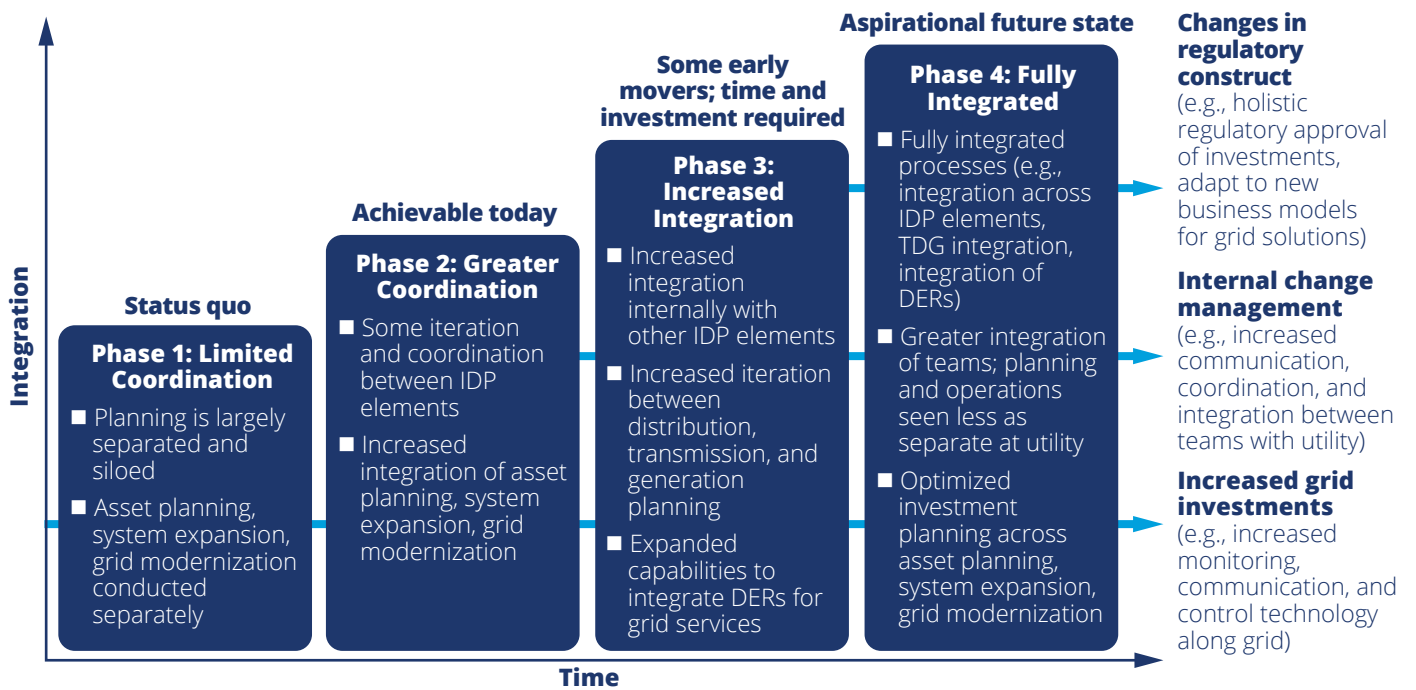 Integration
Status quo
Phase 1: Limited
Coordination
■ Planning is largely
separated and
siloed
■ Asset planning,
system expansion,
grid modernization
conducted
separately
Achievable today
Phase 2: Greater
Coordination
■ Some iteration
and coordination
between IDP
elements
■ Increased
integration of asset
planning, system
expansion, grid
modernization
Some early
movers; time and
investment required
Phase 3:
Increased
Integration
■ Increased
integration
internally with
other IDP elements
■ Increased iteration
between
distribution,
transmission, and
generation
planning
■ Expanded
capabilities to
integrate DERs for
grid services
Aspirational future state
Phase 4: Fully
Integrated
■ Fully integrated
processes (e.g.,
integration across
IDP elements,
TDG integration,
integration of
DERs)
■ Greater integration
of teams; planning
and operations
seen less as
separate at utility
■ Optimized
investment
planning across
asset planning,
system expansion,
grid modernization
Changes in
regulatory
construct
(e.g., holistic
regulatory approval
of investments,
adapt to new
business models
for grid solutions)
Internal change
management
(e.g., increased
communication,
coordination, and
integration between
teams with utility)
Increased grid
investments
(e.g., increased
monitoring,
communication, and
control technology
along grid)
Time